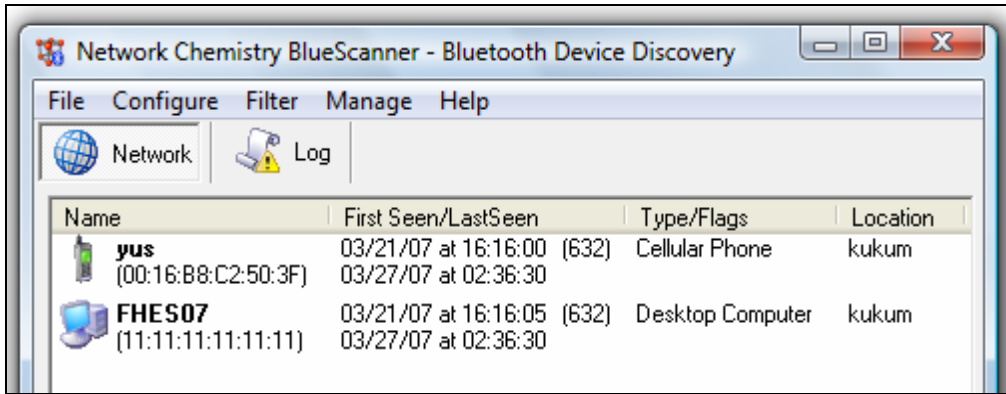 Network Chemistry BlueScanner - Bluetooth Device Discovery
File Configure Filter Manage Help
Network Log
Name First Seen/LastSeen Type/Flags Location
yus 03/21/07 at 16:16:00 (632) Cellular Phone kukum
(00:16:B8:C2:50:3F) 03/27/07 at 02:36:30
FHES07 03/21/07 at 16:16:05 (632) Desktop Computer kukum
(11:11:11:11:11:11) 03/27/07 at 02:36:30